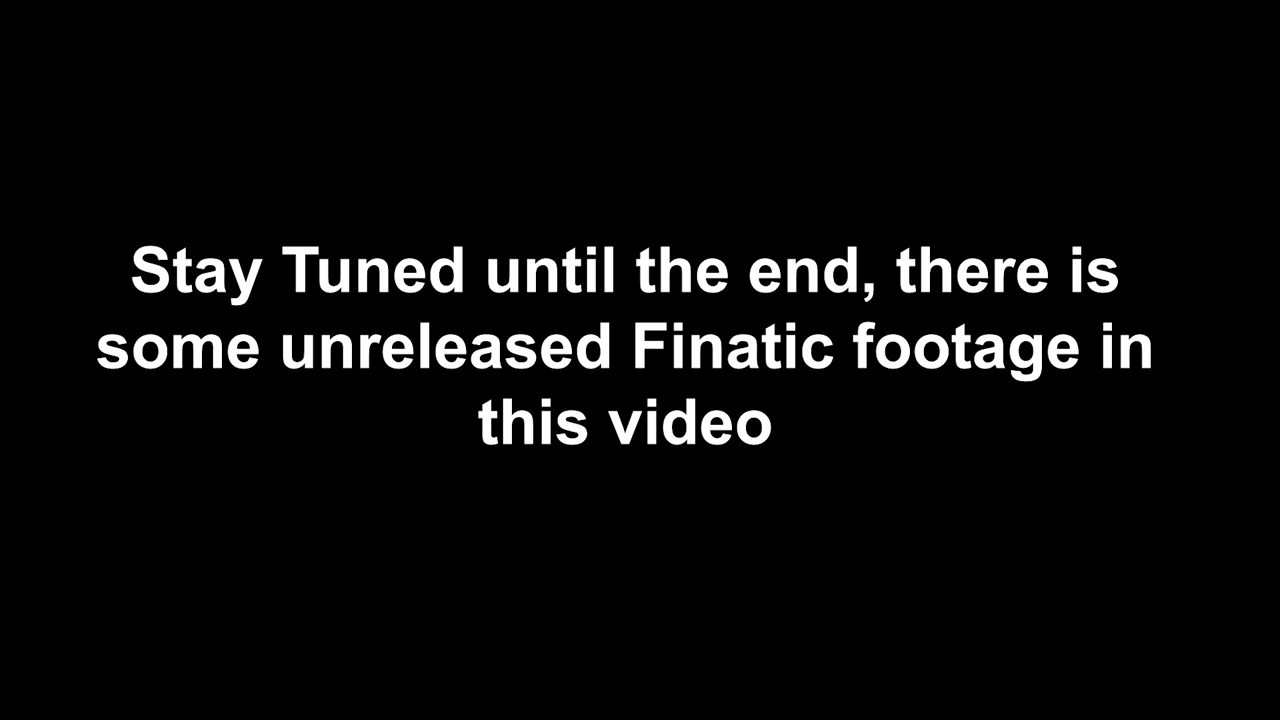 Stay Tuned until the end, there is
some unreleased Finatic footage in
this video